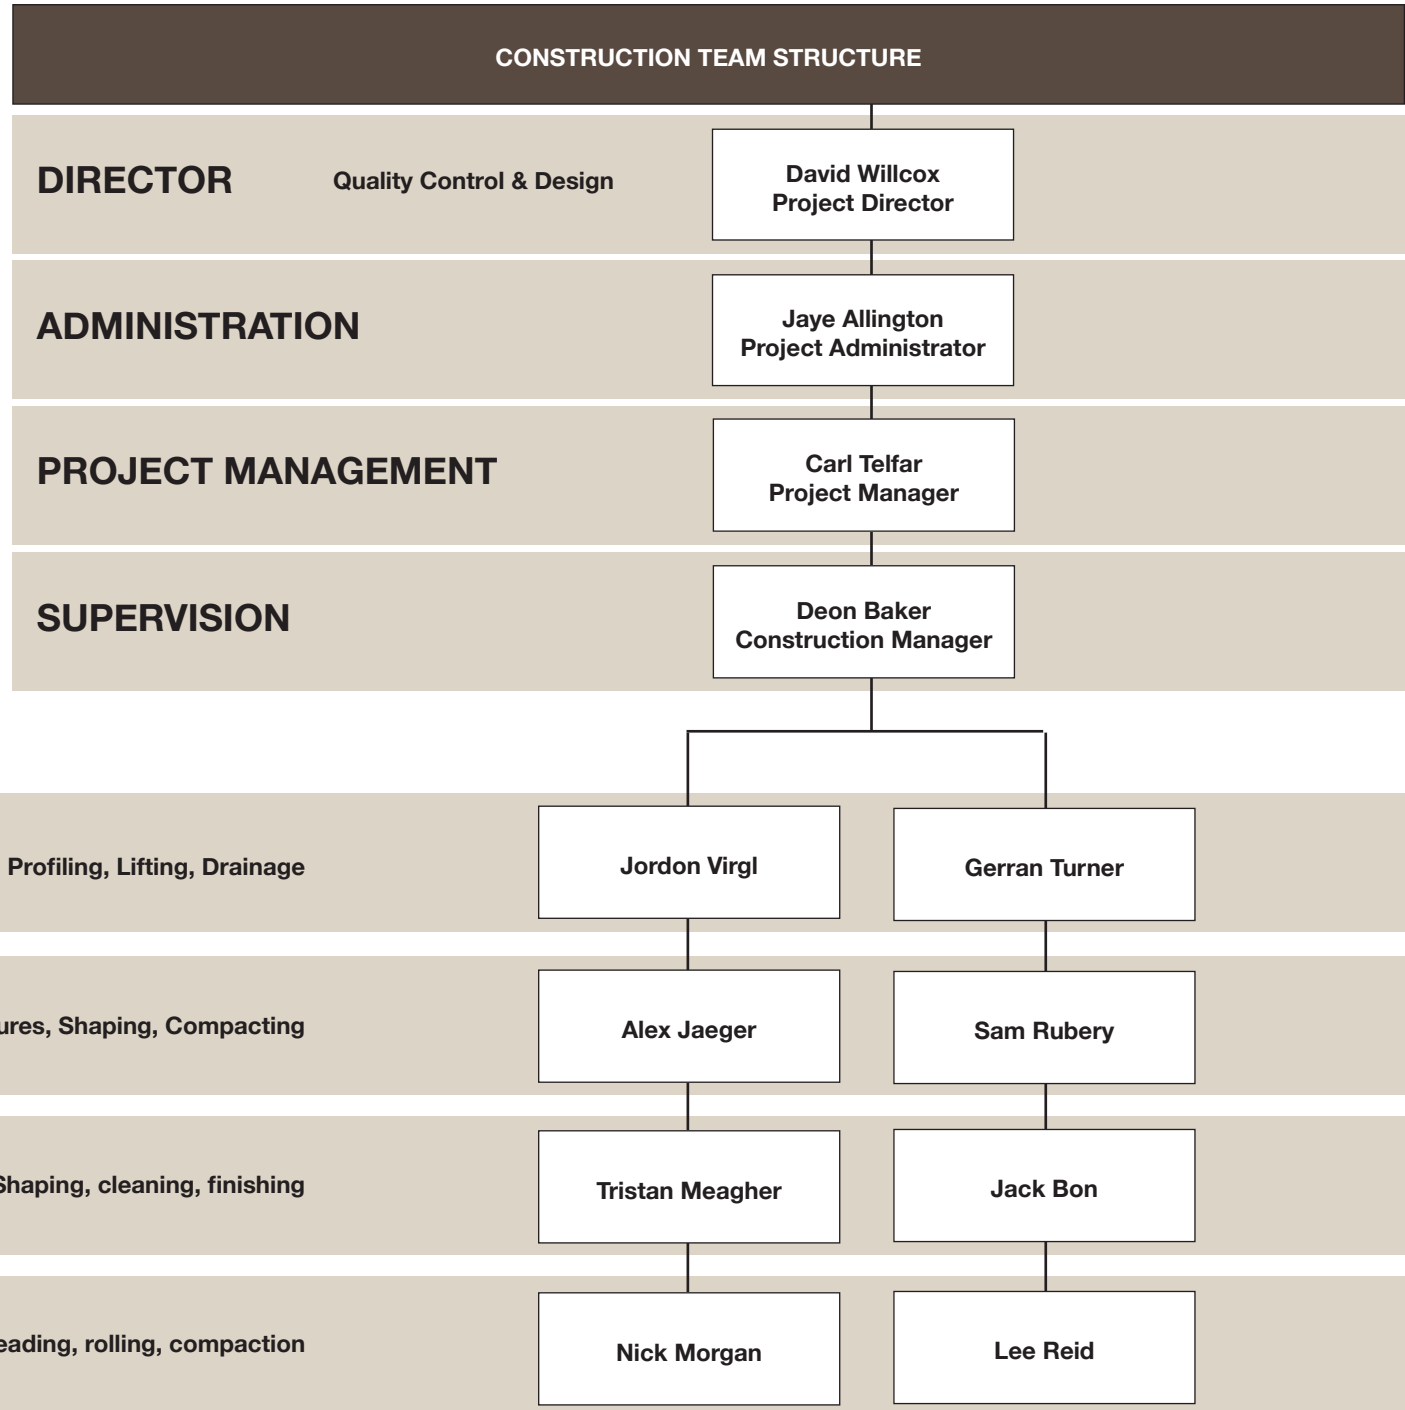 CONSTRUCTION TEAM STRUCTURE
DIRECTOR
Quality Control & Design
David Willcox
Project Director
ADMINISTRATION
Jaye Allington
Project Administrator
PROJECT MANAGEMENT
Carl Telfar
Project Manager
SUPERVISION
Deon Baker
Construction Manager
Profiling, Lifting, Drainage
Jordon Virgl
Gerran Turner
Shaping, Compacting
Alex Jaeger
Sam Rubery
Shaping, cleaning, finishing
Tristan Meagher
Jack Bon
rolling, compaction
Nick Morgan
Lee Reid